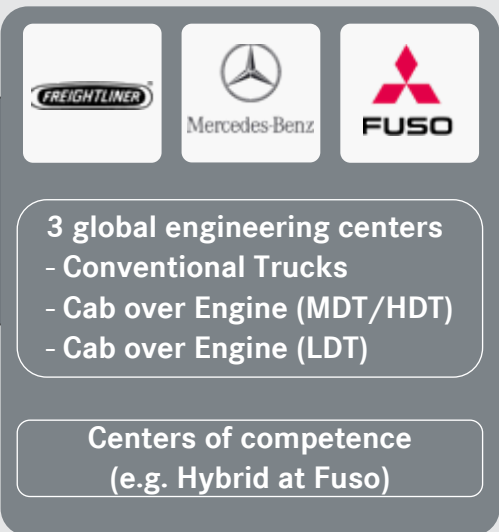 FREIGHTLINER
Mercedes-Benz
FUSO
3 global engineering centers
- Conventional Trucks
- Cab over Engine (MDT/HDT)
- Cab over Engine (LDT)
Centers of competence
(e.g. Hybrid at Fuso)